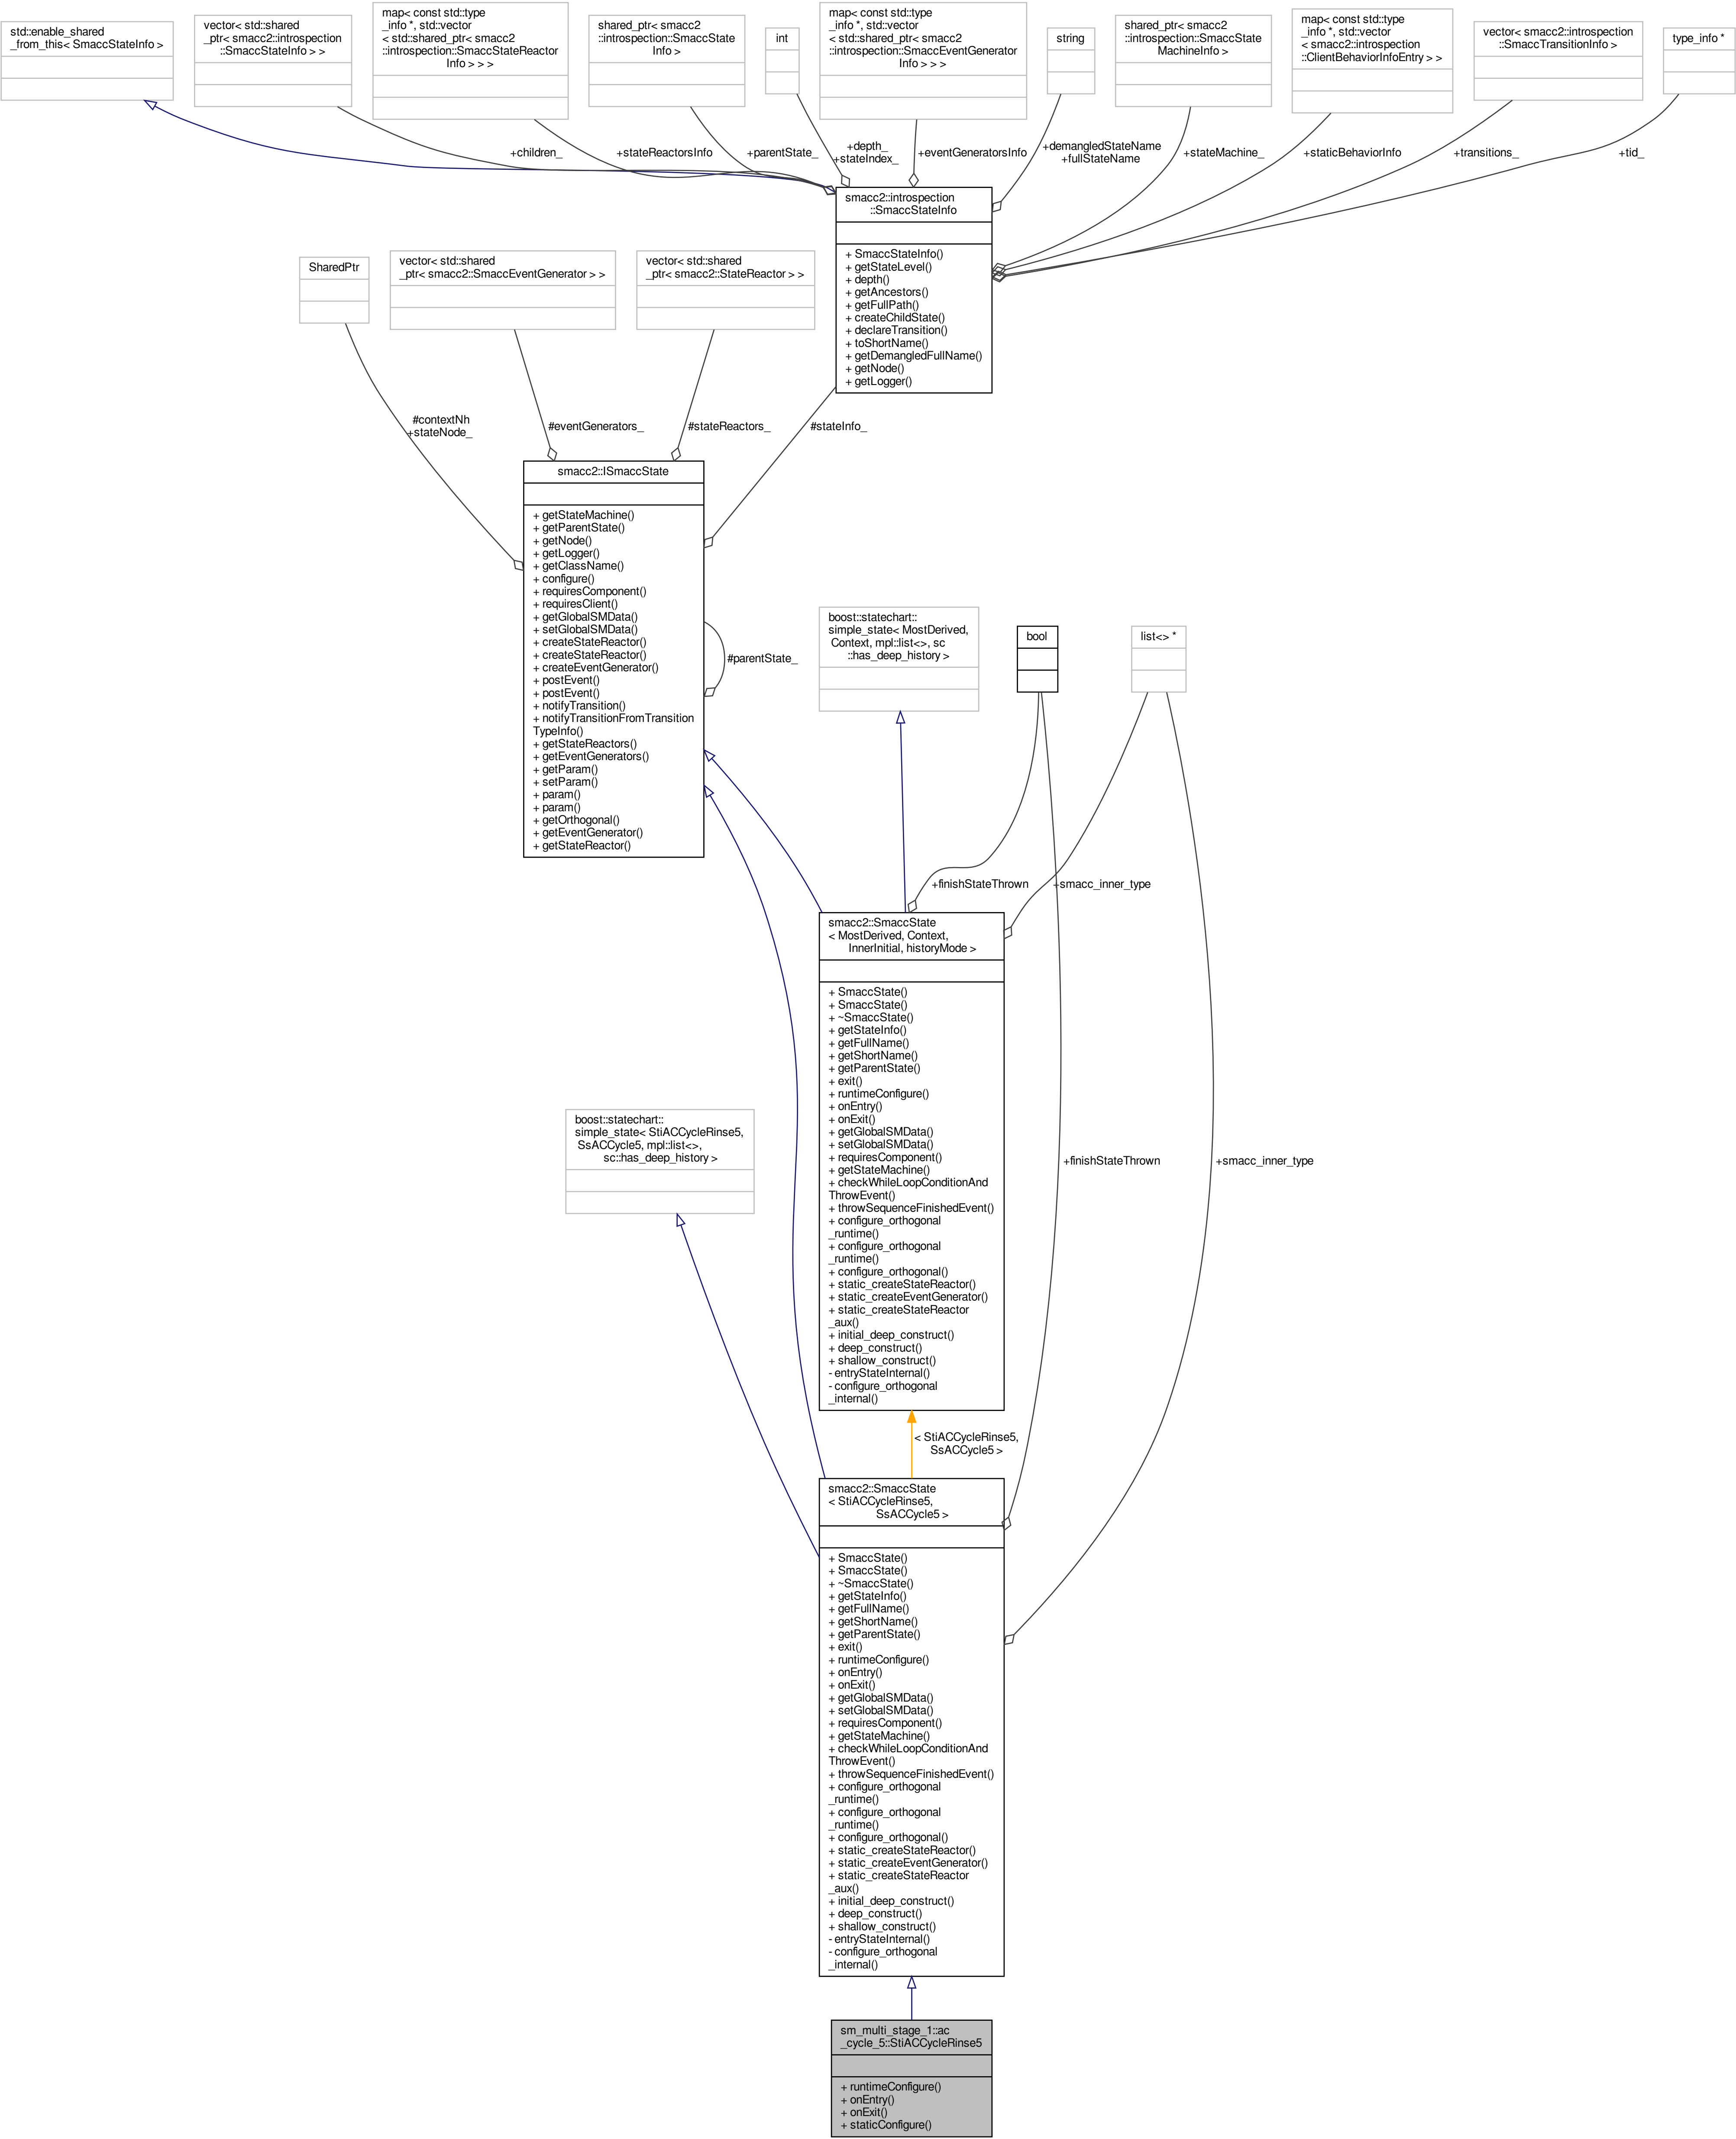 std::enable_shared
_from_this< SmaccStateInfo >
vector< std::shared
_ptr< smacc2::introspection
::SmaccStateInfo > >
map< const std::type
_info *, std::vector
< std::shared_ptr< smacc2
::introspection::SmaccStateReactor
Info > > >
shared_ptr< smacc2
::introspection::SmaccState
Info >
int
map< const std::type
_info *, std::vector
< std::shared_ptr< smacc2
::introspection::SmaccEventGenerator
Info > > >
string
shared_ptr< smacc2
::introspection::SmaccState
MachineInfo >
map< const std::type
_info *, std::vector
< smacc2::introspection
::ClientBehaviorInfoEntry > >
vector< smacc2::introspection
::SmaccTransitionInfo >
type_info *
+children_
+stateReactorsInfo
+parentState_
+depth_
+stateIndex_
+eventGeneratorsInfo
+demangledStateName
+fullStateName
+stateMachine_
+staticBehaviorInfo
+transitions_
+tid_
smacc2::introspection
::SmaccStateInfo
+ SmaccStateInfo()
+ getStateLevel()
+ depth()
+ getAncestors()
+ getFullPath()
+ createChildState()
+ declareTransition()
+ toShortName()
+ getDemangledFullName()
+ getNode()
+ getLogger()
SharedPtr
vector< std::shared
_ptr< smacc2::SmaccEventGenerator > >
vector< std::shared
_ptr< smacc2::StateReactor > >
#contextNh
+stateNode_
#eventGenerators_
#stateReactors_
#stateInfo_
smacc2::ISmaccState
+ getStateMachine()
+ getParentState()
+ getNode()
+ getLogger()
+ getClassName()
+ configure()
+ requiresComponent()
+ requiresClient()
+ getGlobalSMData()
+ setGlobalSMData()
+ createStateReactor()
+ createStateReactor()
+ createEventGenerator()
+ postEvent()
+ postEvent()
+ notifyTransition()
+ notifyTransitionFromTransition
TypeInfo()
+ getStateReactors()
+ getEventGenerators()
+ getParam()
+ setParam()
+ param()
+ param()
+ getOrthogonal()
+ getEventGenerator()
+ getStateReactor()
#parentState_
boost::statechart::
simple_state< MostDerived,
Context, mpl::list<>, sc
::has_deep_history >
bool
list<> *
+finishStateThrown
+smacc_inner_type
smacc2::SmaccState
< MostDerived, Context,
InnerInitial, historyMode >
+ SmaccState()
+ SmaccState()
+ ~SmaccState()
+ getStateInfo()
+ getFullName()
+ getShortName()
+ getParentState()
+ exit()
+ runtimeConfigure()
+ onEntry()
+ onExit()
+ getGlobalSMData()
+ setGlobalSMData()
+ requiresComponent()
+ getStateMachine()
+ checkWhileLoopConditionAnd
ThrowEvent()
+ throwSequenceFinishedEvent()
+ configure_orthogonal
_runtime()
+ configure_orthogonal
_runtime()
+ configure_orthogonal()
+ static_createStateReactor()
+ static_createEventGenerator()
+ static_createStateReactor
_aux()
+ initial_deep_construct()
+ deep_construct()
+ shallow_construct()
- entryStateInternal()
- configure_orthogonal
_internal()
boost::statechart::
simple_state< StiACCycleRinse5,
SsACCycle5, mpl::list<>,
sc::has_deep_history >
+finishStateThrown
+smacc_inner_type
< StiACCycleRinse5,
SsACCycle5 >
smacc2::SmaccState
< StiACCycleRinse5,
SsACCycle5 >
+ SmaccState()
+ SmaccState()
+ ~SmaccState()
+ getStateInfo()
+ getFullName()
+ getShortName()
+ getParentState()
+ exit()
+ runtimeConfigure()
+ onEntry()
+ onExit()
+ getGlobalSMData()
+ setGlobalSMData()
+ requiresComponent()
+ getStateMachine()
+ checkWhileLoopConditionAnd
ThrowEvent()
+ throwSequenceFinishedEvent()
+ configure_orthogonal
_runtime()
+ configure_orthogonal
_runtime()
+ configure_orthogonal()
+ static_createStateReactor()
+ static_createEventGenerator()
+ static_createStateReactor
_aux()
+ initial_deep_construct()
+ deep_construct()
+ shallow_construct()
- entryStateInternal()
- configure_orthogonal
_internal()
sm_multi_stage_1::ac
_cycle_5::StiACCycleRinse5
+ runtimeConfigure()
+ onEntry()
+ onExit()
+ staticConfigure()